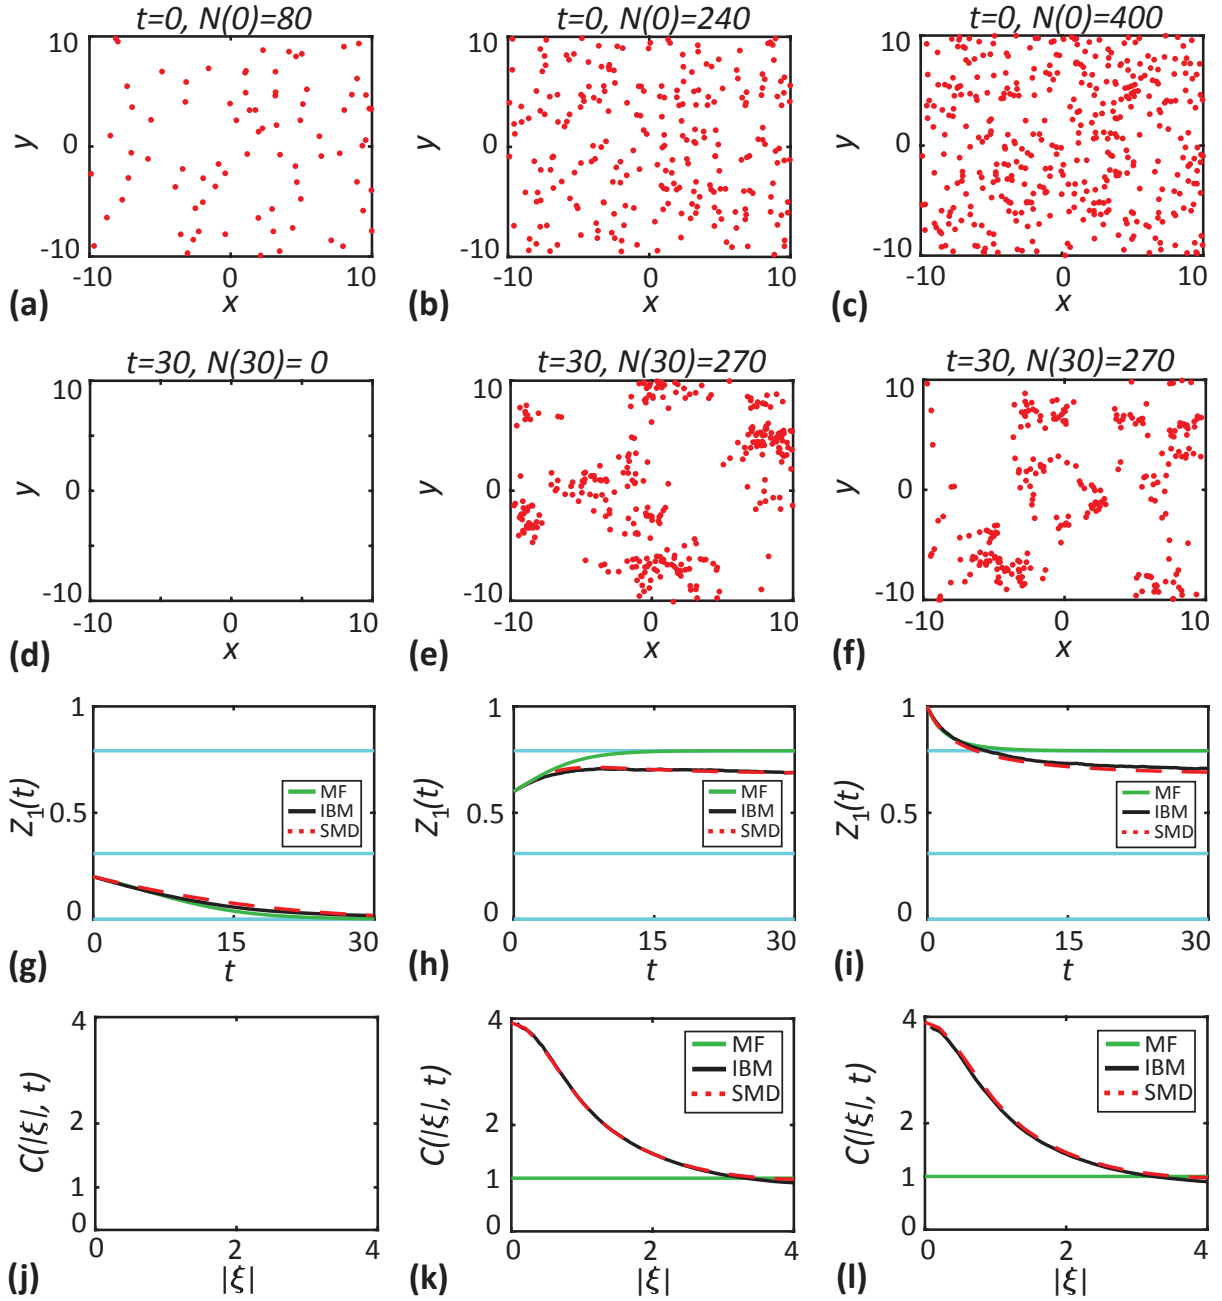 t=0, N(0)=80
t=0, N(0)=240
t=0, N(0)=400
10
0
-10
y
-10
0
10
x
(a)
10
0
-10
y
-10
0
10
x
(b)
10
0
-10
y
-10
0
10
x
(c)
t=30, N(30)= 0
t=30, N(30)=270
t=30, N(30)=270
10
0
-10
y
-10
0
10
x
(d)
10
0
-10
y
-10
0
10
x
(e)
10
0
-10
y
-10
0
10
x
(f)
1
0.5
0
Z1(t)
MF
IBM
SMD
0
15
30
t
(g)
1
0.5
0
Z1(t)
MF
IBM
SMD
0
15
30
t
(h)
1
0.5
0
Z1(t)
MF
IBM
SMD
0
15
30
t
(i)
4
2
1
0
C(|ξ|, t)
0
2
4
|ξ|
(j)
4
2
1
0
C(|ξ|, t)
MF
IBM
SMD
0
2
4
|ξ|
(k)
4
2
1
0
C(|ξ|, t)
MF
IBM
SMD
0
2
4
|ξ|
(l)